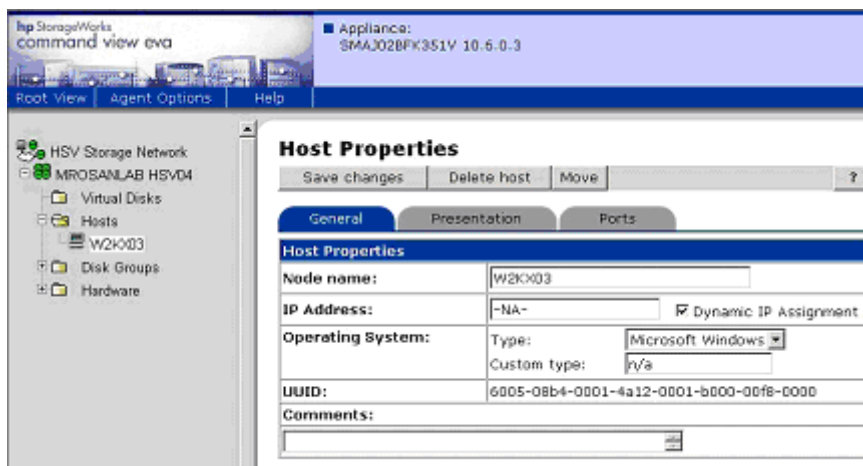 hp StorageWorks
command view eva
Appliance:
SMAJ02BFK351V 10.6.0.3
Root View Agent Options Help
HSV Storage Network
MROSANLAB HSV04
Virtual Disks
Hosts
W2KX03
Disk Groups
Hardware
Host Properties
Save changes Delete host Move ?
General Presentation Ports
Host Properties
Node name: W2KX03
IP Address: -NA- Dynamic IP Assignment
Operating System: Type: Microsoft Windows
Custom type: n/a
UUID: 6005-08b4-0001-4a12-0001-b000-00f8-0000
Comments: